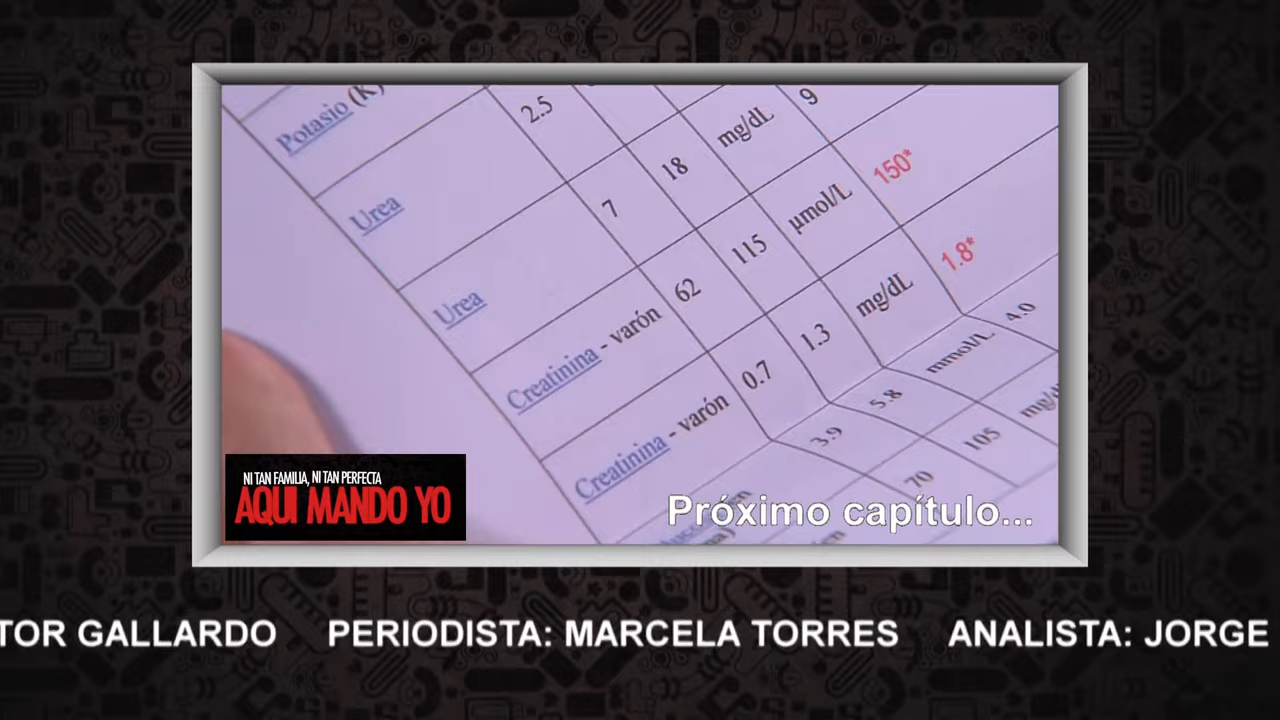 Potasio (K)
2.5
mg/dL
9
Urea
7
18
µmol/L
150*
Urea
62
115
mg/dL
1.8*
Creatinina - varón
0.7
1.3
mmol/L
4.0
Creatinina - varón
3.9
5.8
70
105
NI TAN FAMILIA, NI TAN PERFECTA
AQUI MANDO YO
Próximo capítulo...
TOR GALLARDO PERIODISTA: MARCELA TORRES ANALISTA: JORGE